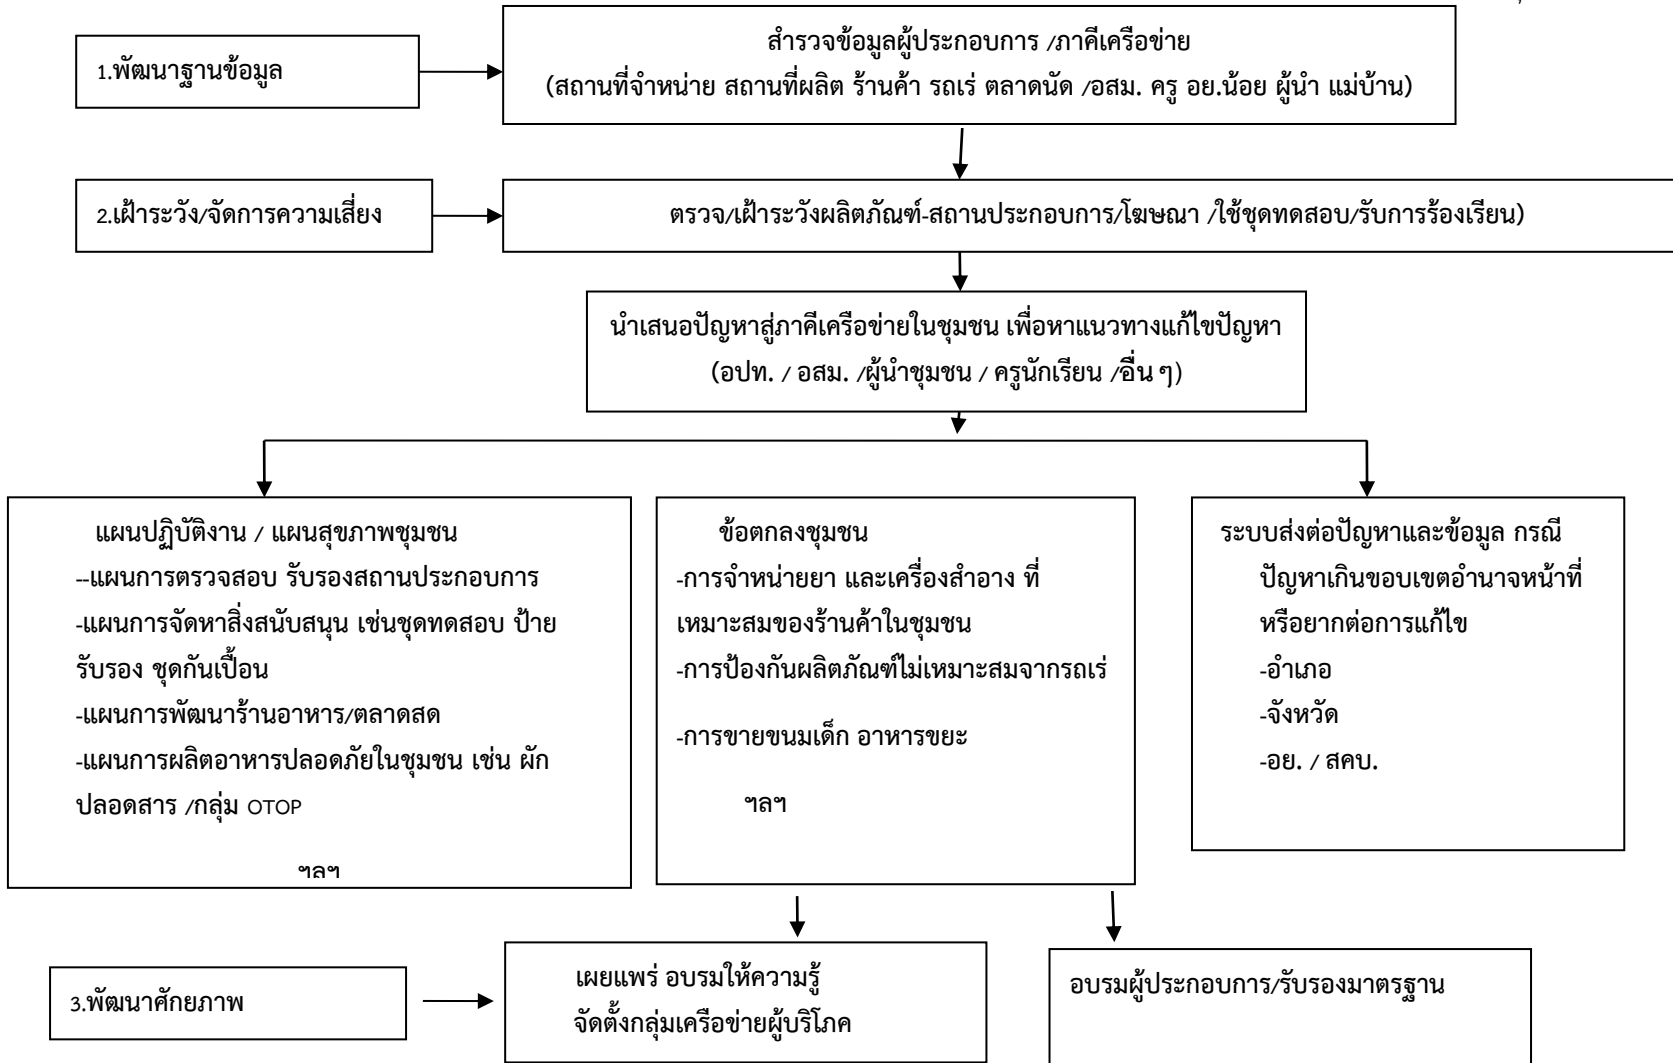 1.พัฒนาฐานข้อมูล
สำรวจข้อมูลผู้ประกอบการ /ภาคีเครือข่าย
(สถานที่จำหน่าย สถานที่ผลิต ร้านค้า รถเร่ ตลาดนัด /อสม. ครู อย.น้อย ผู้นำ แม่บ้าน)
2.เฝ้าระวัง/จัดการความเสี่ยง
ตรวจ/เฝ้าระวังผลิตภัณฑ์-สถานประกอบการ/โฆษณา /ใช้ชุดทดสอบ/รับการร้องเรียน)
นำเสนอปัญหาสู่ภาคีเครือข่ายในชุมชน เพื่อหาแนวทางแก้ไขปัญหา
(อปท. / อสม. /ผู้นำชุมชน / ครูนักเรียน /อื่น ๆ)
แผนปฏิบัติงาน / แผนสุขภาพชุมชน
--แผนการตรวจสอบ รับรองสถานประกอบการ
-แผนการจัดหาสิ่งสนับสนุน เช่นชุดทดสอบ ป้าย
รับรอง ชุดกันเปื้อน
-แผนการพัฒนาร้านอาหาร/ตลาดสด
-แผนการผลิตอาหารปลอดภัยในชุมชน เช่น ผัก
ปลอดสาร /กลุ่ม OTOP
ฯลฯ
ข้อตกลงชุมชน
-การจำหน่ายยา และเครื่องสำอาง ที่
เหมาะสมของร้านค้าในชุมชน
-การป้องกันผลิตภัณฑ์ไม่เหมาะสมจากรถเร่
-การขายขนมเด็ก อาหารขยะ
ฯลฯ
ระบบส่งต่อปัญหาและข้อมูล กรณี
ปัญหาเกินขอบเขตอำนาจหน้าที่
หรือยากต่อการแก้ไข
-อำเภอ
-จังหวัด
-อย. / สคบ.
3.พัฒนาศักยภาพ
เผยแพร่ อบรมให้ความรู้
จัดตั้งกลุ่มเครือข่ายผู้บริโภค
อบรมผู้ประกอบการ/รับรองมาตรฐาน